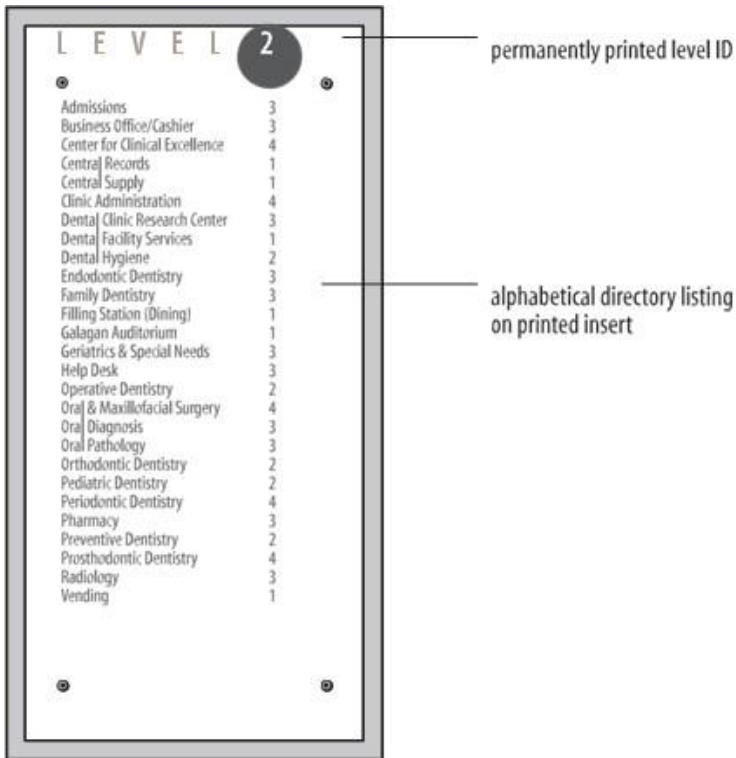 LEVEL 2
permanently printed level ID
Admissions 3
Business Office/Cashier 3
Center for Clinical Excellence 4
Central Records 1
Central Supply 1
Clinic Administration 4
Dental Clinic Research Center 3
Dental Facility Services 1
Dental Hygiene 2
Endodontic Dentistry 3
Family Dentistry 3
Filling Station (Dining) 1
Galagan Auditorium 1
Geriatrics & Special Needs 3
Help Desk 3
Operative Dentistry 2
Oral & Maxillofacial Surgery 4
Oral Diagnosis 3
Oral Pathology 3
Orthodontic Dentistry 2
Pediatric Dentistry 2
Periodontic Dentistry 4
Pharmacy 3
Preventive Dentistry 2
Prosthodontic Dentistry 4
Radiology 3
Vending 1
alphabetical directory listing
on printed insert